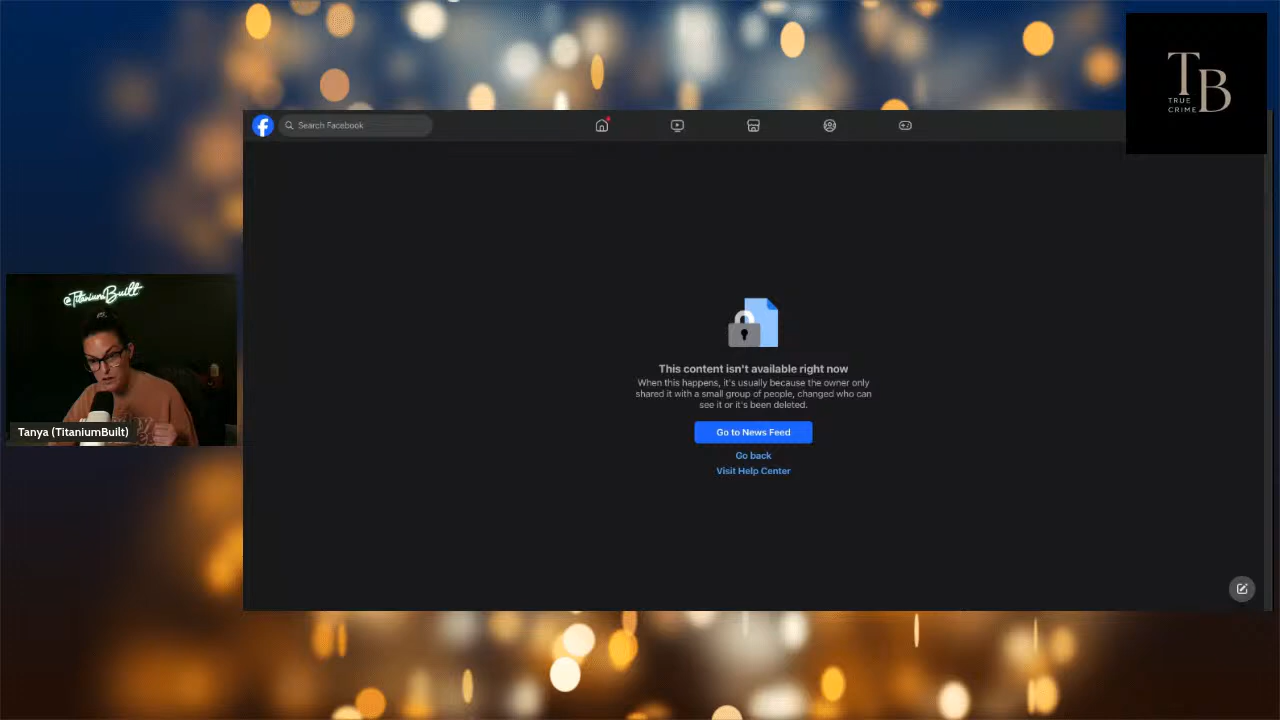 TB
TRUE
CRIME
Search Facebook
@TitaniumBuilt
Tanya (TitaniumBuilt)
This content isn't available right now
When this happens, it's usually because the owner only
shared it with a small group of people, changed who can
see it or it's been deleted.
Go to News Feed
Go back
Visit Help Center